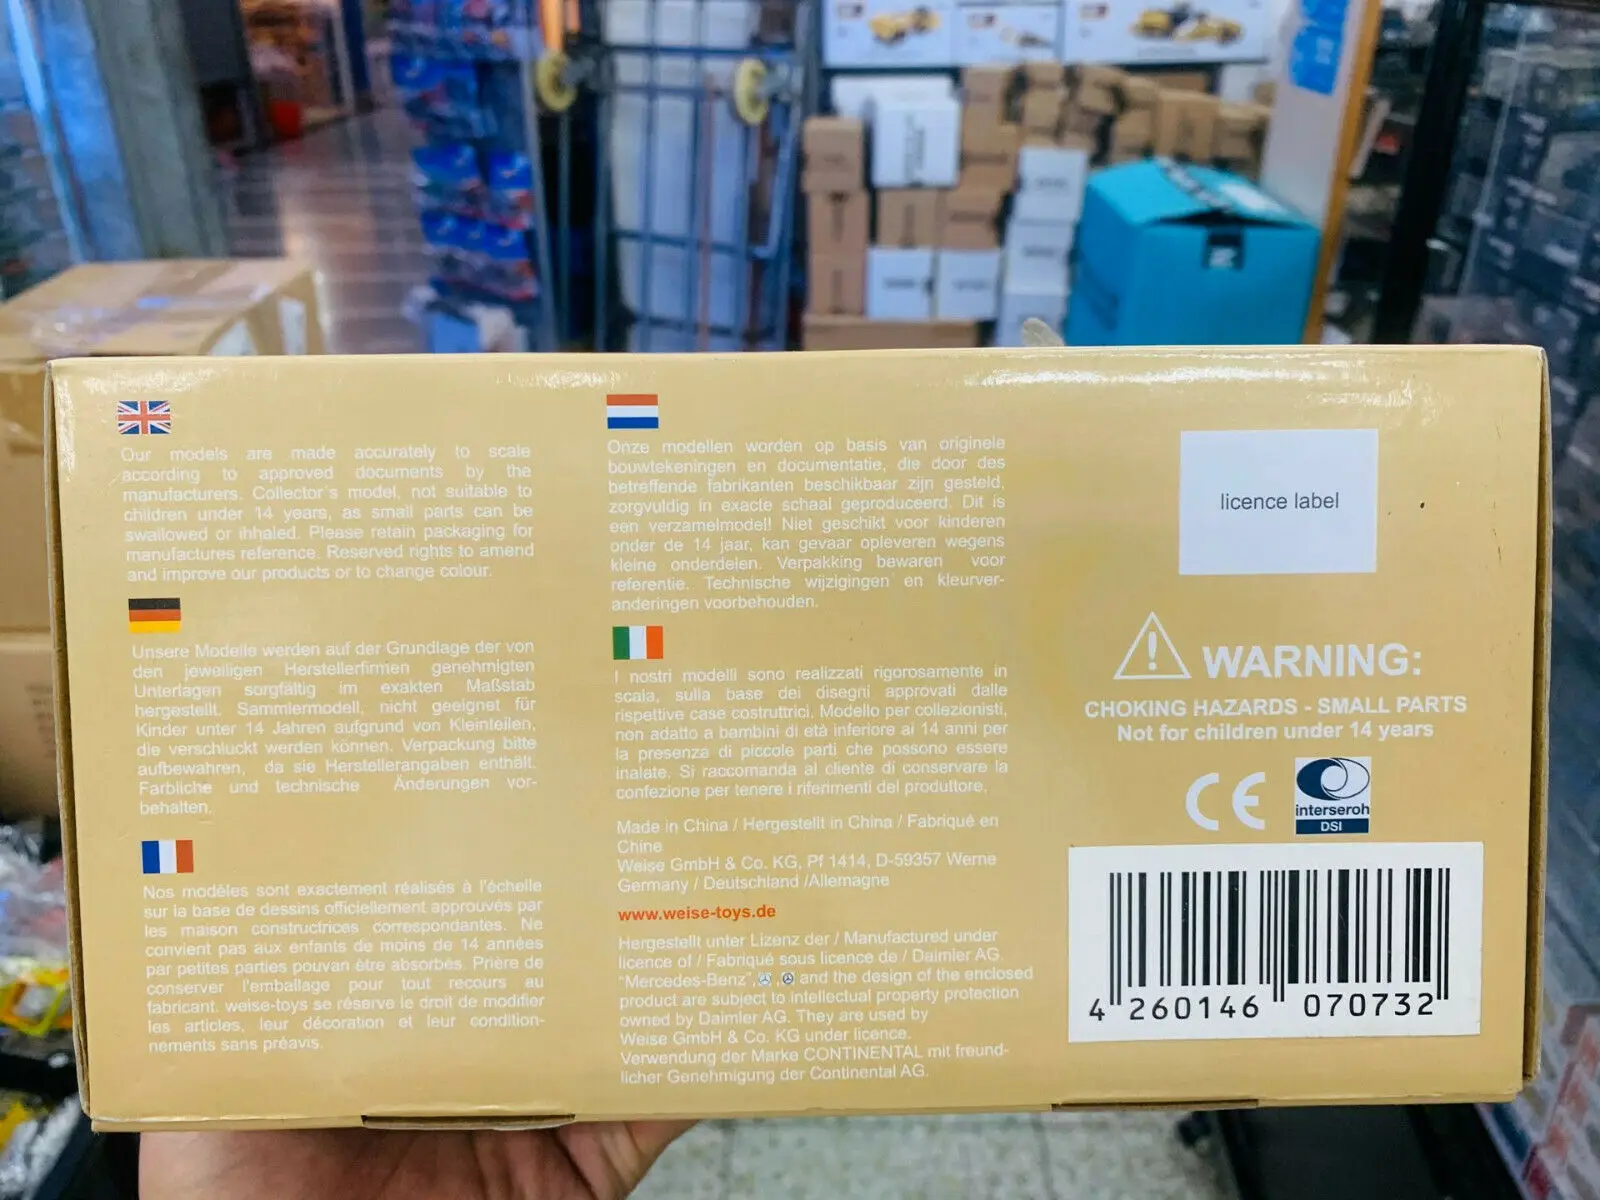 Our models are made accurately to scale
according to approved documents by the
manufacturers. Collector's model, not suitable to
children under 14 years, as small parts can be
swallowed or ihhaled. Please retain packaging for
manufactures reference. Reserved rights to amend
and improve our products or to change colour.
Unsere Modelle werden auf der Grundlage der von
den jeweiligen Herstellerfirmen genehmigten
Unterlagen sorgfältig im exakten Maßstab
hergestellt. Sammlermodell, nicht geeignet für
Kinder unter 14 Jahren aufgrund von Kleinteilen,
die verschluckt werden können. Verpackung bitte
aufbewahren, da sie Herstellerangaben enthält.
Farbliche und technische Änderungen vor-
behalten.
Nos modèles sont exactement réalisés à l'échelle
sur la base de dessins officiellement approuvés par
les maison constructrices correspondantes. Ne
convient pas aux enfants de moins de 14 années
par petites parties pouvan être absorbés. Prière de
conserver l'emballage pour tout recours au
fabricant. weise-toys se réserve le droit de modifier
les articles, leur décoration et leur condition-
nements sans préavis.
Onze modellen worden op basis van originele
bouwtekeningen en documentatie, die door des
betreffende fabrikanten beschikbaar zijn gesteld,
zorgvuldig in exacte schaal geproduceerd. Dit is
een verzamelmodel! Niet geschikt voor kinderen
onder de 14 jaar, kan gevaar opleveren wegens
kleine onderdelen. Verpakking bewaren voor
referentie. Technische wijzigingen en kleurver-
anderingen voorbehouden.
I nostri modelli sono realizzati rigorosamente in
scala, sulla base dei disegni approvati dalle
rispettive case costruttrici. Modello per collezionisti,
non adatto a bambini di età inferiore ai 14 anni per
la presenza di piccole parti che possono essere
inalate. Si raccomanda al cliente di conservare la
confezione per tenere i riferimenti del produttore.
Made in China / Hergestellt in China / Fabriqué en
Chine
Weise GmbH & Co. KG, Pf 1414, D-59357 Werne
Germany / Deutschland /Allemagne
www.weise-toys.de
Hergestellt unter Lizenz der / Manufactured under
licence of / Fabriqué sous licence de / Daimler AG.
"Mercedes-Benz", , and the design of the enclosed
product are subject to intellectual property protection
owned by Daimler AG. They are used by
Weise GmbH & Co. KG under licence.
Verwendung der Marke CONTINENTAL mit freund-
licher Genehmigung der Continental AG.
licence label
WARNING:
CHOKING HAZARDS - SMALL PARTS
Not for children under 14 years
CE
interseroh
DSI
4 260146 070732